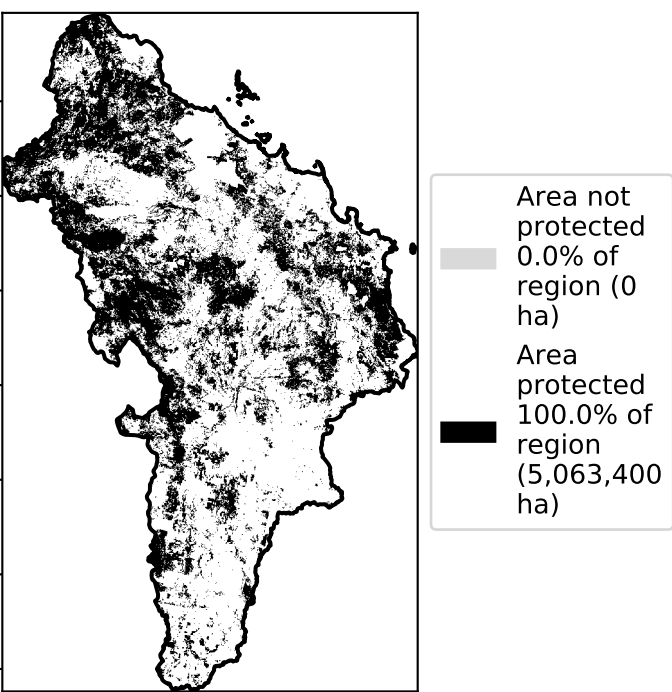 Area not
protected
0.0% of
region (0
ha)
Area
protected
100.0% of
region
(5,063,400
ha)